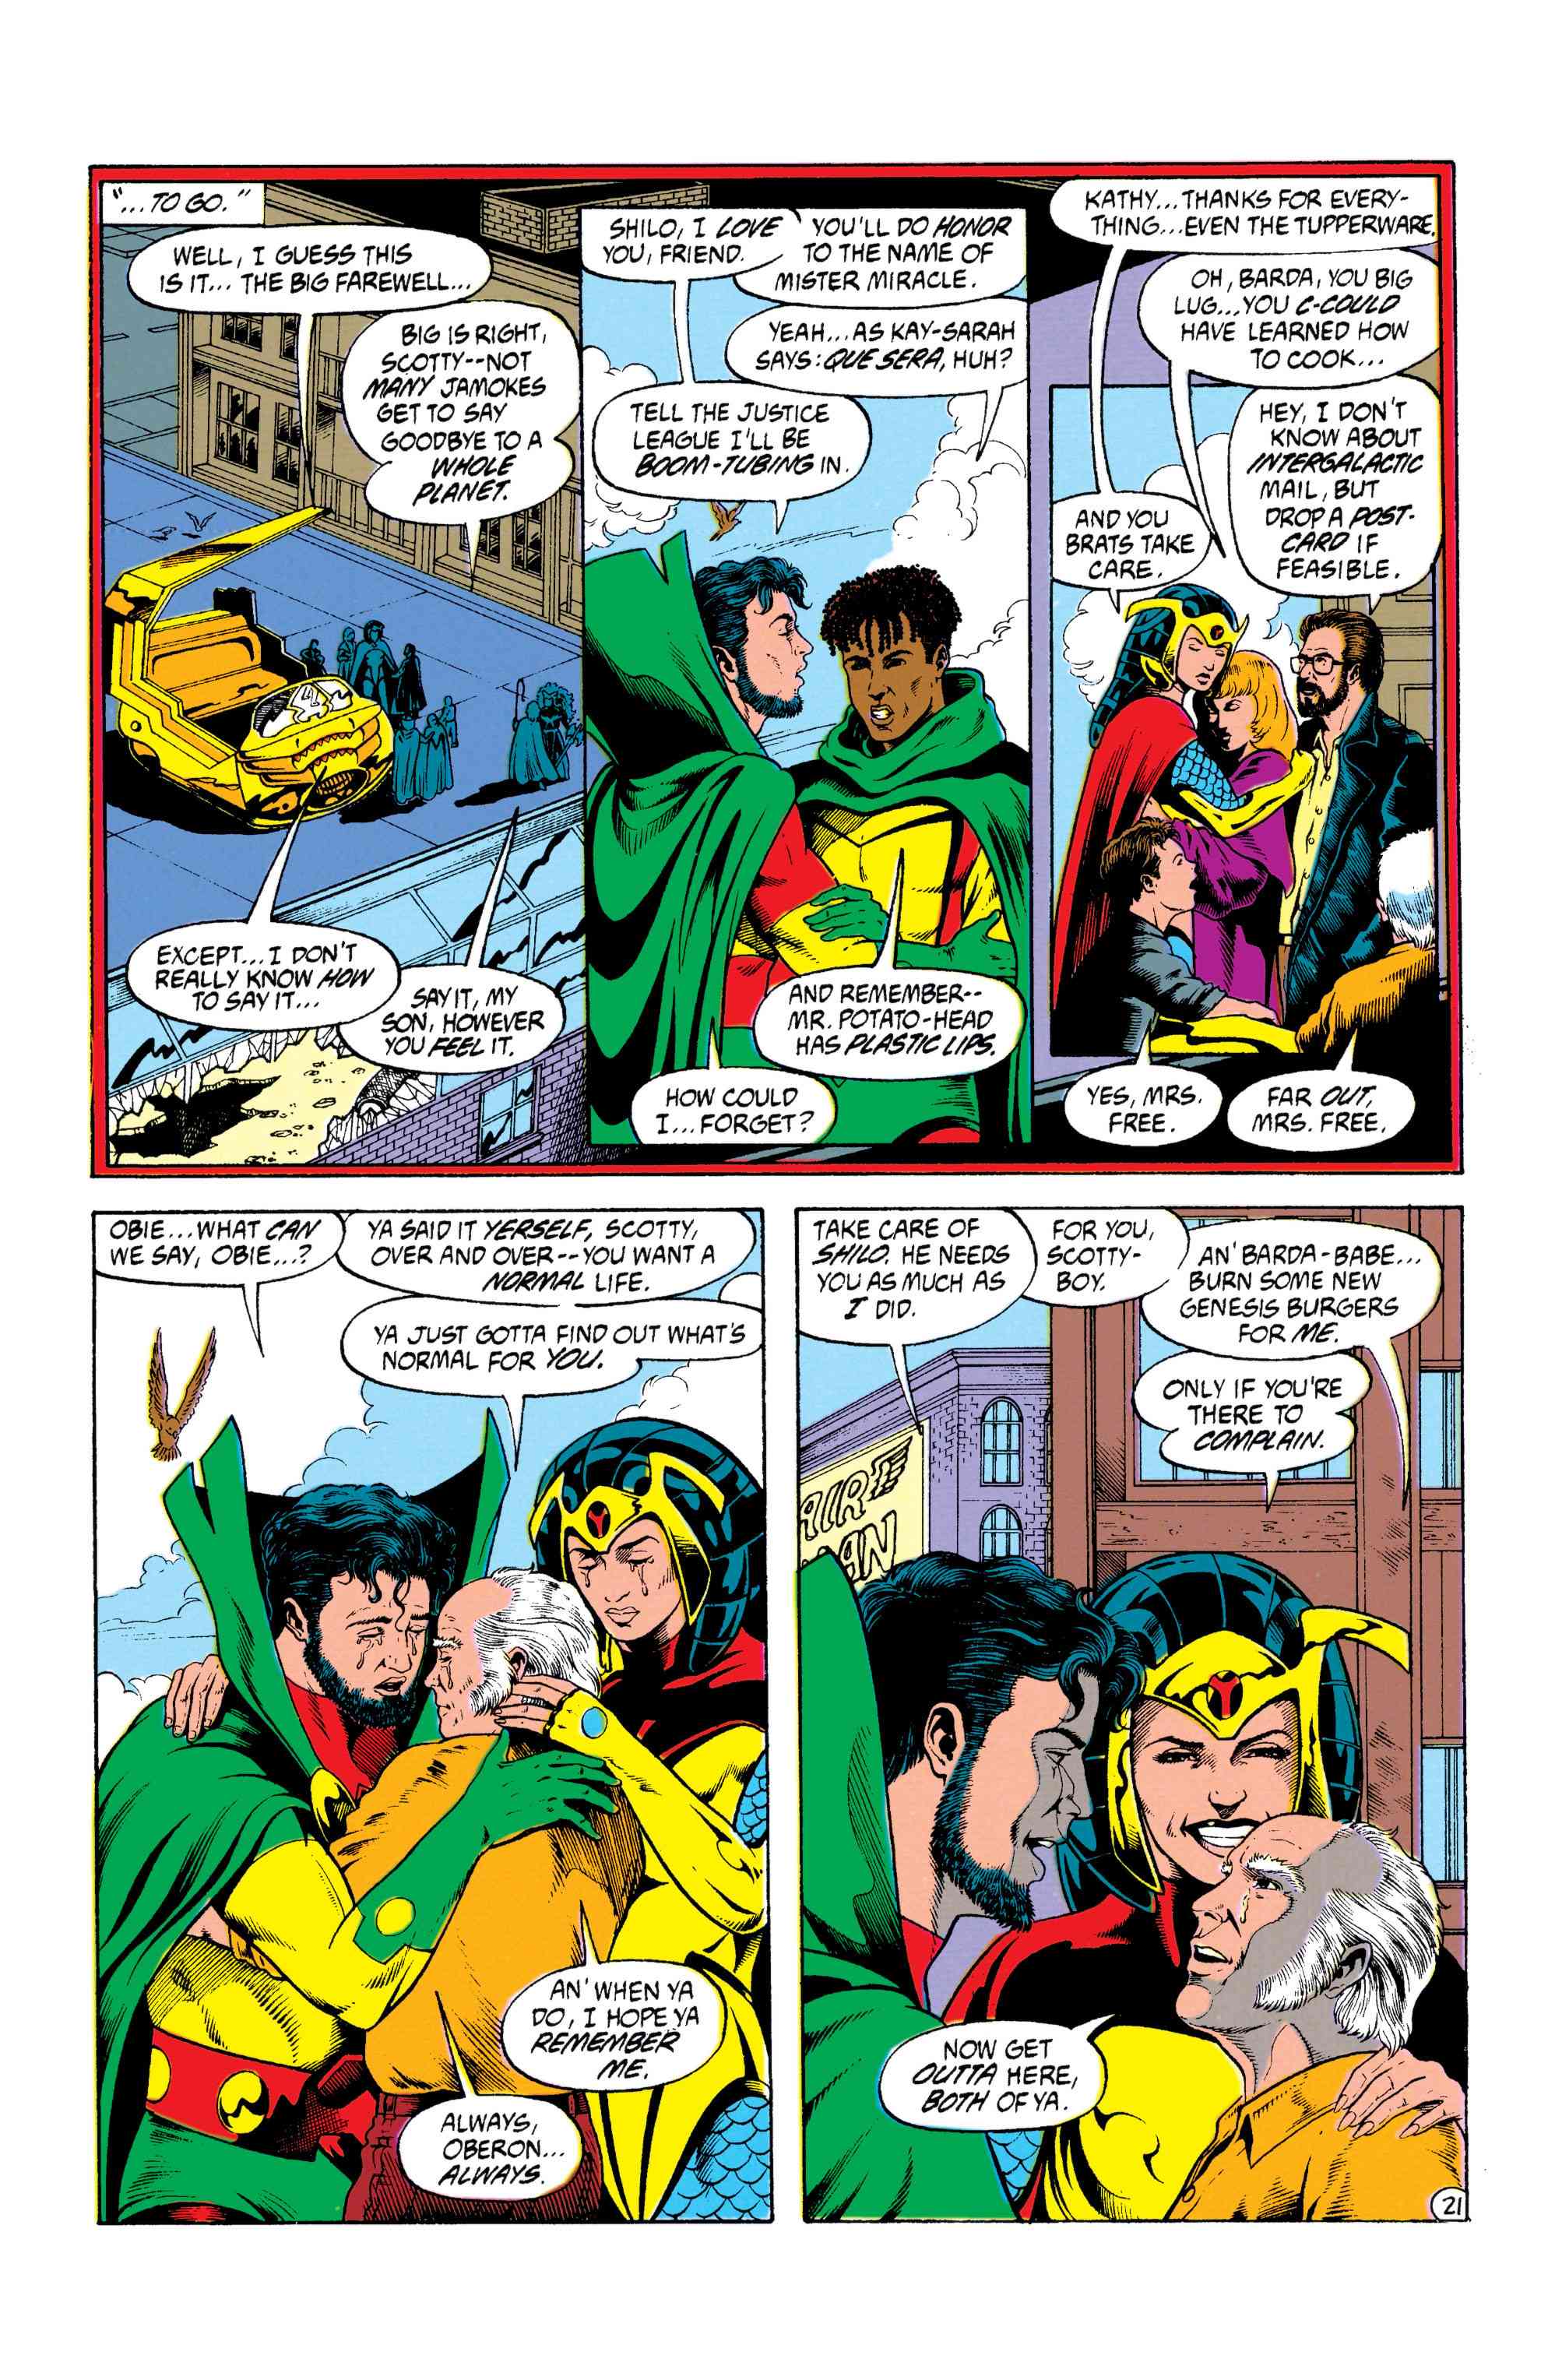 "...TO GO."
WELL, I GUESS THIS
IS IT... THE BIG FAREWELL...
BIG IS RIGHT,
SCOTTY--NOT
MANY JAMOKES
GET TO SAY
GOODBYE TO A
WHOLE
PLANET.
EXCEPT...I DON'T
REALLY KNOW HOW
TO SAY IT...
SAY IT, MY
SON, HOWEVER
YOU FEEL IT.
SHILO, I LOVE
YOU, FRIEND.
YOU'LL DO HONOR
TO THE NAME OF
MISTER MIRACLE.
YEAH...AS KAY-SARAH
SAYS: QUE SERA, HUH?
TELL THE JUSTICE
LEAGUE I'LL BE
BOOM-TUBING IN.
AND REMEMBER--
MR. POTATO-HEAD
HAS PLASTIC LIPS.
HOW COULD
I...FORGET?
KATHY...THANKS FOR EVERY-
THING...EVEN THE TUPPERWARE.
OH, BARDA, YOU BIG
LUG...YOU C-COULD
HAVE LEARNED HOW
TO COOK...
AND YOU
BRATS TAKE
CARE.
HEY, I DON'T
KNOW ABOUT
INTERGALACTIC
MAIL, BUT
DROP A POST-
CARD IF
FEASIBLE.
YES, MRS.
FREE.
FAR OUT,
MRS. FREE.
OBIE...WHAT CAN
WE SAY, OBIE...?
YA SAID IT YERSELF, SCOTTY,
OVER AND OVER--YOU WANT A
NORMAL LIFE.
YA JUST GOTTA FIND OUT WHAT'S
NORMAL FOR YOU.
AN' WHEN YA
DO, I HOPE YA
REMEMBER
ME.
ALWAYS,
OBERON...
ALWAYS.
TAKE CARE OF
SHILO. HE NEEDS
YOU AS MUCH AS
I DID.
FOR YOU,
SCOTTY-
BOY.
AN' BARDA-BABE...
BURN SOME NEW
GENESIS BURGERS
FOR ME.
ONLY IF YOU'RE
THERE TO
COMPLAIN.
AIR
MAN
NOW GET
OUTTA HERE,
BOTH OF YA.
21